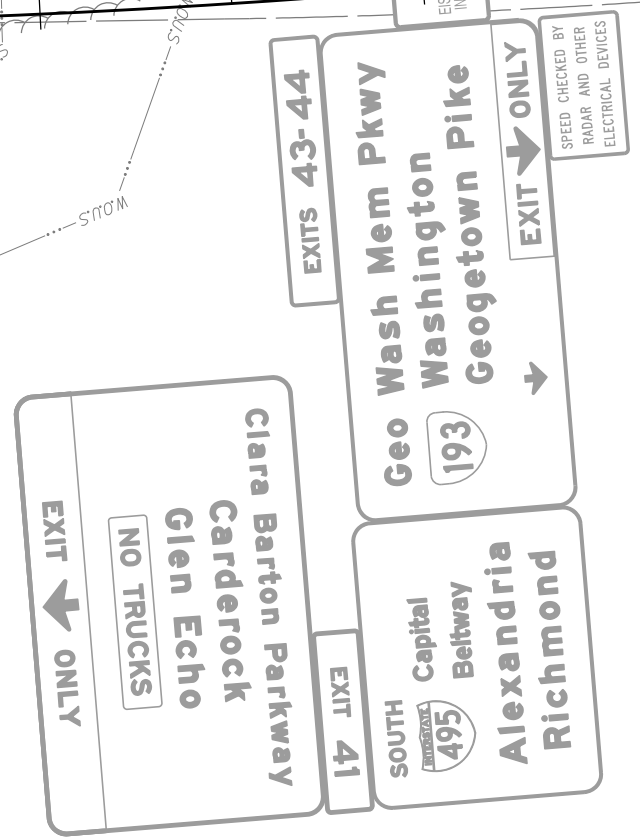 W.O.U.S.
W.O.U.S
EXITS 43-44
Geo Wash Mem Pkwy
193 Washington
Geogetown Pike
EXIT ONLY
SPEED CHECKED BY
RADAR AND OTHER
ELECTRICAL DEVICES
EXIT 41
Clara Barton Parkway
Carderock
Glen Echo
NO TRUCKS
EXIT ONLY
SOUTH
INTERSTATE
495
Capital
Beltway
Alexandria
Richmond